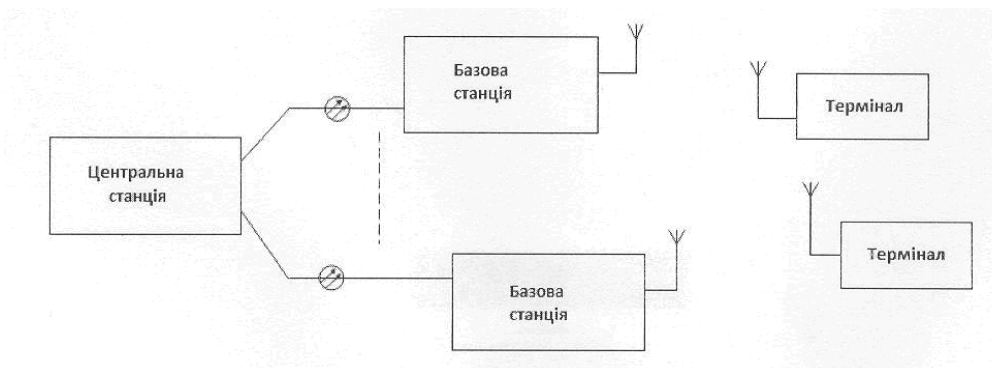 Базова
станція
Термінал
Центральна
станція
Термінал
Базова
станція